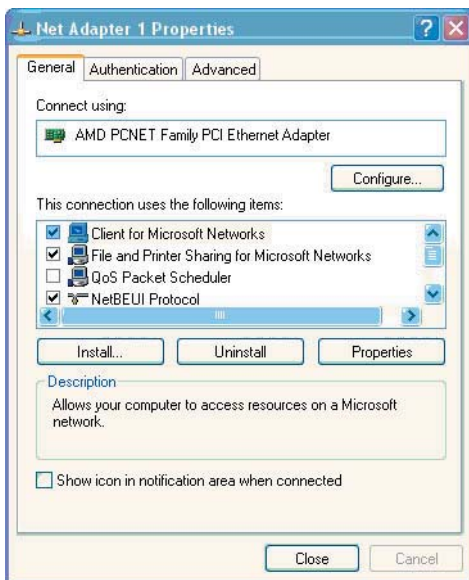 Net Adapter 1 Properties
General Authentication Advanced
Connect using:
AMD PCNET Family PCI Ethernet Adapter
Configure...
This connection uses the following items:
Client for Microsoft Networks
File and Printer Sharing for Microsoft Networks
QoS Packet Scheduler
NetBEUI Protocol
Install... Uninstall Properties
Description
Allows your computer to access resources on a Microsoft
network.
Show icon in notification area when connected
Close Cancel